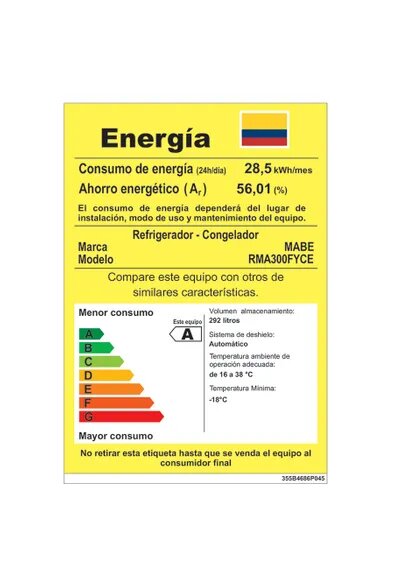 Energía
Consumo de energía (24h/día) 28,5 kWh/mes
Ahorro energético ( Ar ) 56,01 (%)
El consumo de energía dependerá del lugar de
instalación, modo de uso y mantenimiento del equipo.
Refrigerador - Congelador
Marca MABE
Modelo RMA300FYCE
Compare este equipo con otros de
similares características.
Menor consumo
Este equipo
A
A
B
C
D
E
F
G
Mayor consumo
Volumen almacenamiento:
292 litros
Sistema de deshielo:
Automático
Temperatura ambiente de
operación adecuada:
de 16 a 38 °C
Temperatura Mínima:
-18°C
No retirar esta etiqueta hasta que se venda el equipo al
consumidor final
355B4686P045